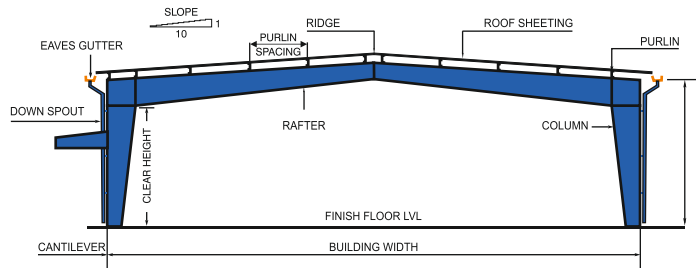 SLOPE
1
10
RIDGE
ROOF SHEETING
PURLIN
SPACING
EAVES GUTTER
PURLIN
DOWN SPOUT
RAFTER
COLUMN
CLEAR HEIGHT
FINISH FLOOR LVL
CANTILEVER
BUILDING WIDTH